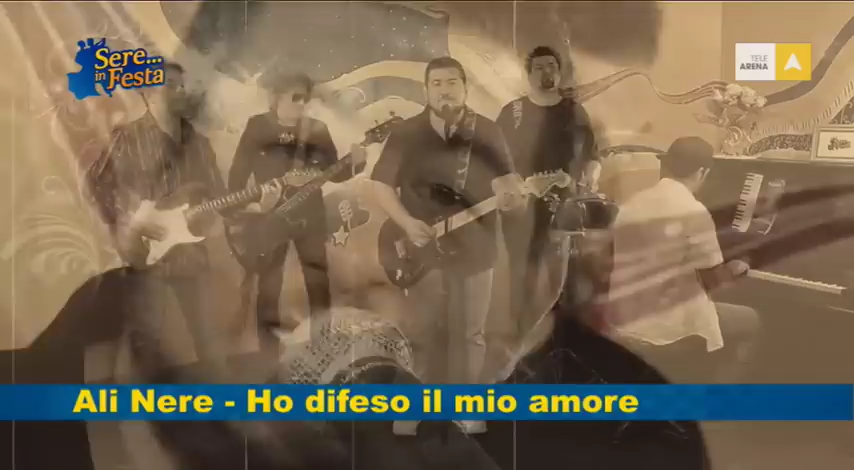 Sere...
in Festa
TELE
ARENA
Ali Nere - Ho difeso il mio amore